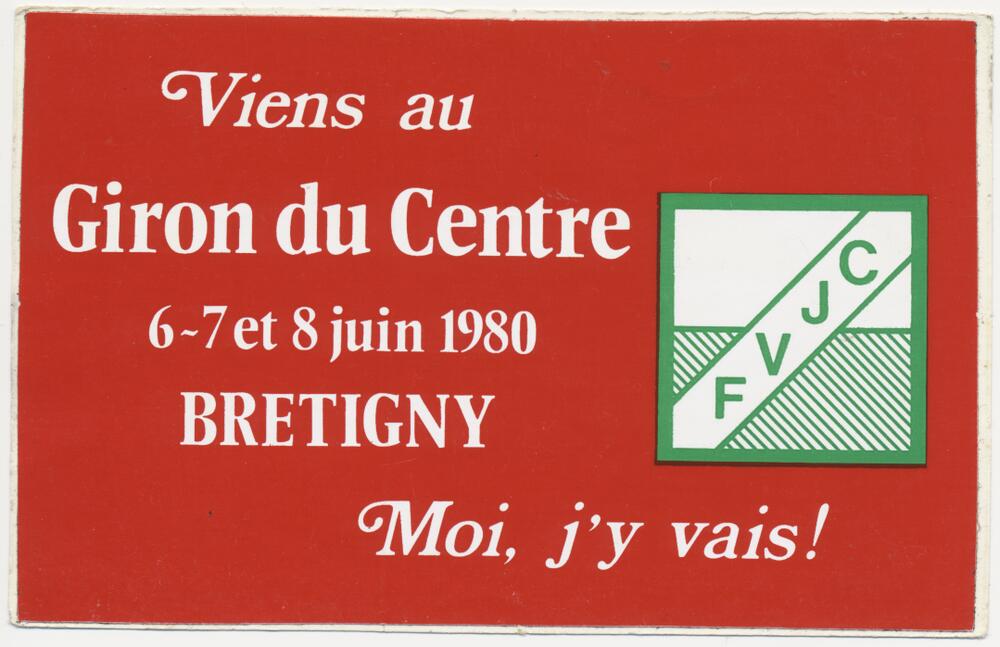 Viens au
Giron du Centre
6-7 et 8 juin 1980
BRETIGNY
FVJC
Moi, j'y vais!